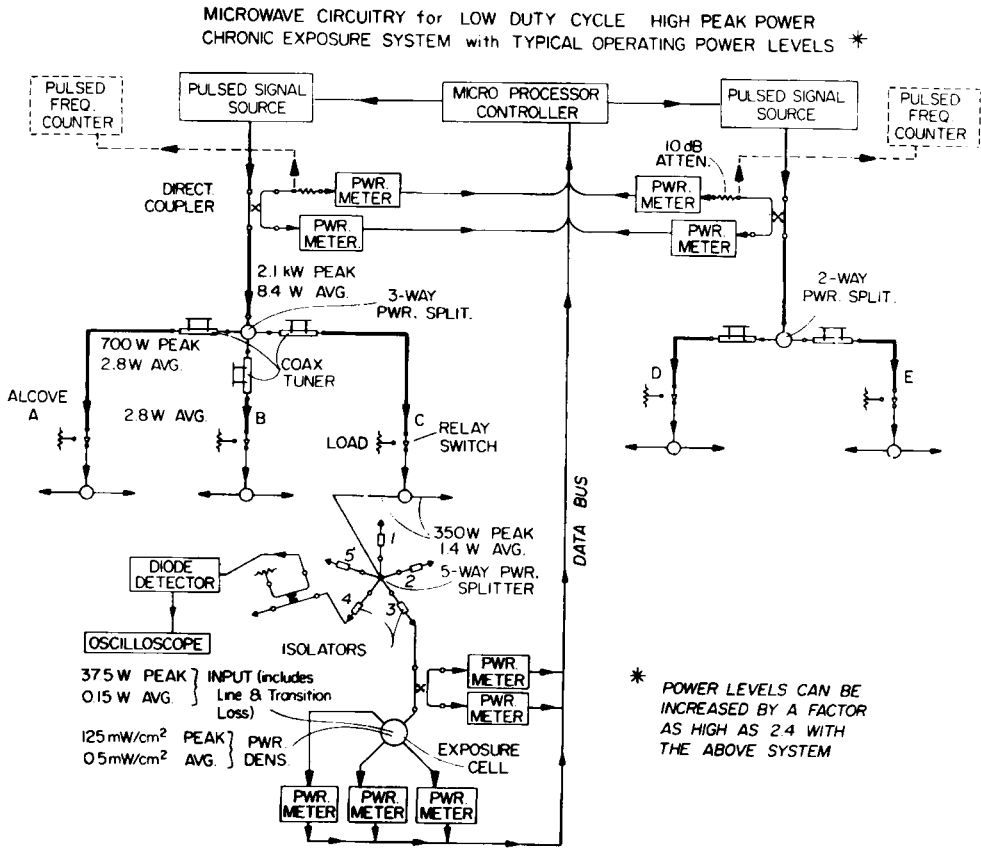 MICROWAVE CIRCUITRY for LOW DUTY CYCLE HIGH PEAK POWER
CHRONIC EXPOSURE SYSTEM with TYPICAL OPERATING POWER LEVELS *
PULSED
FREQ.
COUNTER
PULSED SIGNAL
SOURCE
MICRO PROCESSOR
CONTROLLER
PULSED SIGNAL
SOURCE
PULSED
FREQ.
COUNTER
10 dB
ATTEN.
DIRECT.
COUPLER
PWR.
METER
PWR.
METER
PWR.
METER
PWR.
METER
2.1 kW PEAK
8.4 W AVG.
3-WAY
PWR. SPLIT.
2-WAY
PWR. SPLIT.
700 W PEAK
2.8W AVG.
COAX
TUNER
ALCOVE
A
2.8W AVG.
B
C
D
E
LOAD
RELAY
SWITCH
350W PEAK
1.4 W AVG.
5-WAY PWR.
SPLITTER
1
5
2
4
3
DIODE
DETECTOR
OSCILLOSCOPE
ISOLATORS
DATA BUS
37.5 W PEAK
0.15 W AVG.
INPUT (includes
Line & Transition
Loss)
125 mW/cm² PEAK
0.5 mW/cm² AVG.
PWR.
DENS.
EXPOSURE
CELL
PWR.
METER
PWR.
METER
PWR.
METER
PWR.
METER
PWR.
METER
* POWER LEVELS CAN BE
INCREASED BY A FACTOR
AS HIGH AS 2.4 WITH
THE ABOVE SYSTEM